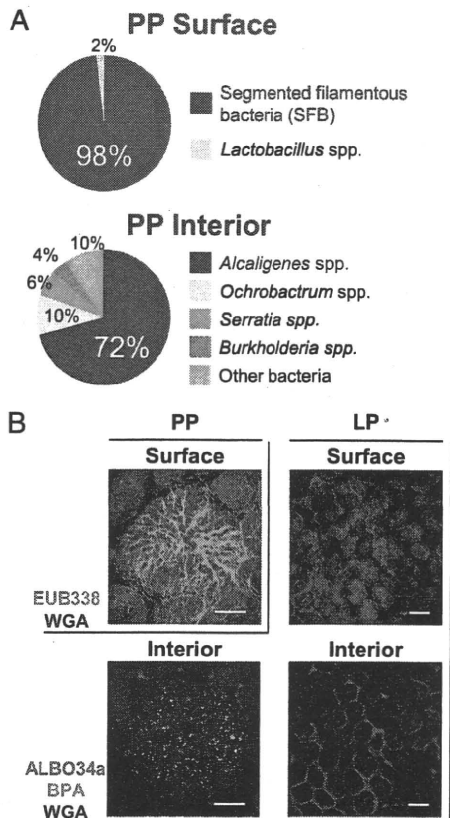 A
PP Surface
2%
98%
Segmented filamentous
bacteria (SFB)
Lactobacillus spp.
PP Interior
10%
4%
6%
10%
72%
Alcaligenes spp.
Ochrobactrum spp.
Serratia spp.
Burkholderia spp.
Other bacteria
B
PP
LP
Surface
Surface
EUB338
WGA
Interior
Interior
ALBO34a
BPA
WGA